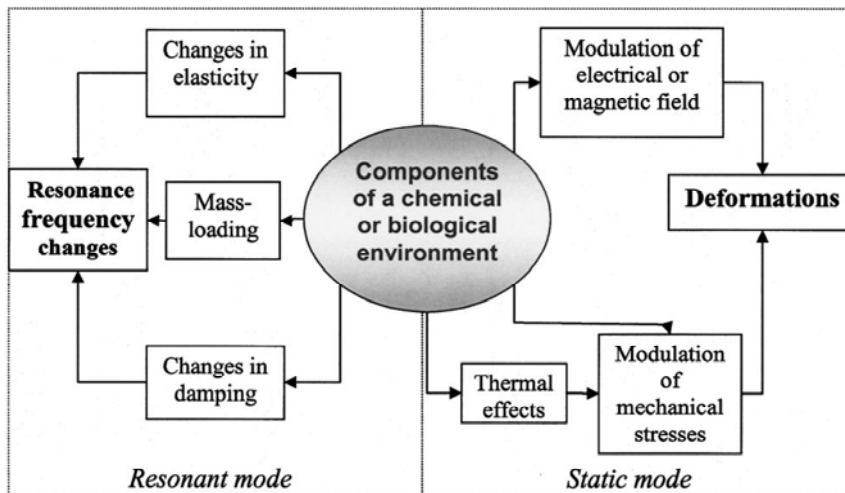 Changes in
elasticity
Resonance
frequency
changes
Mass-
loading
Changes in
damping
Resonant mode
Components
of a chemical
or biological
environment
Modulation of
electrical or
magnetic field
Deformations
Thermal
effects
Modulation
of
mechanical
stresses
Static mode